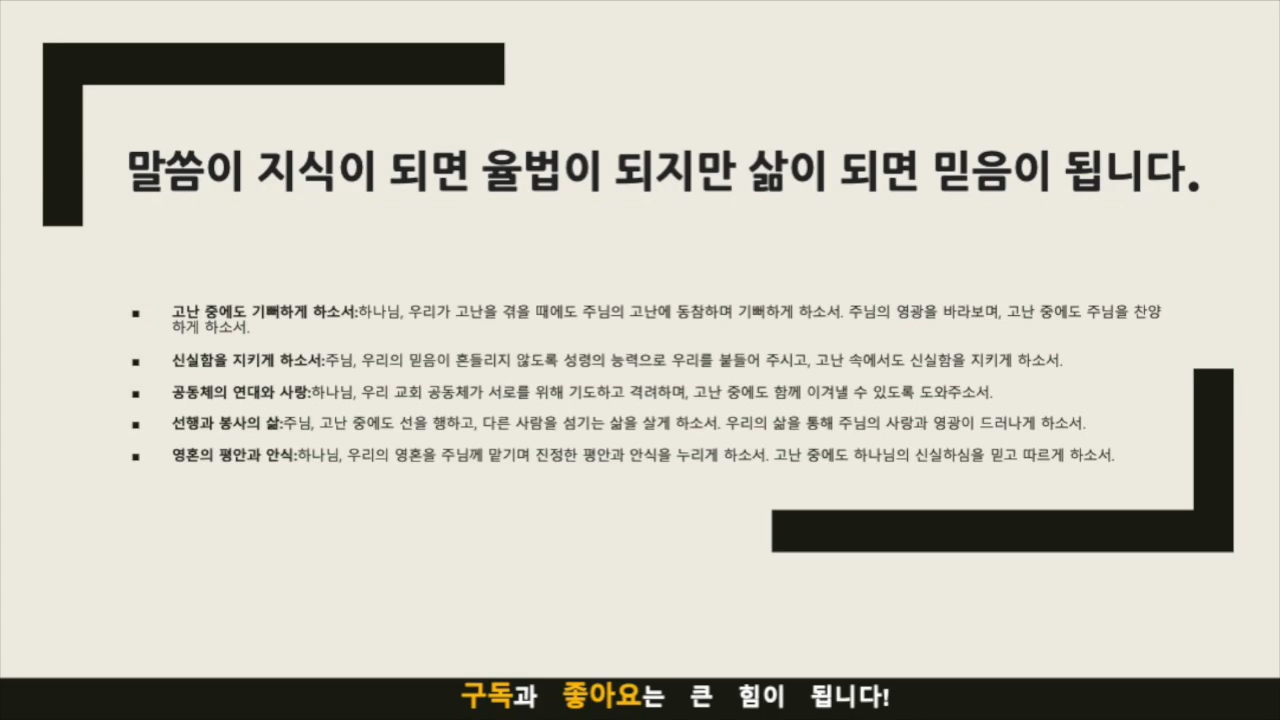 말씀이 지식이 되면 율법이 되지만 삶이 되면 믿음이 됩니다.
▪ 고난 중에도 기뻐하게 하소서:하나님, 우리가 고난을 겪을 때에도 주님의 고난에 동참하며 기뻐하게 하소서. 주님의 영광을 바라보며, 고난 중에도 주님을 찬양
하게 하소서.
▪ 신실함을 지키게 하소서:주님, 우리의 믿음이 흔들리지 않도록 성령의 능력으로 우리를 붙들어 주시고, 고난 속에서도 신실함을 지키게 하소서.
▪ 공동체의 연대와 사랑:하나님, 우리 교회 공동체가 서로를 위해 기도하고 격려하며, 고난 중에도 함께 이겨낼 수 있도록 도와주소서.
▪ 선행과 봉사의 삶:주님, 고난 중에도 선을 행하고, 다른 사람을 섬기는 삶을 살게 하소서. 우리의 삶을 통해 주님의 사랑과 영광이 드러나게 하소서.
▪ 영혼의 평안과 안식:하나님, 우리의 영혼을 주님께 맡기며 진정한 평안과 안식을 누리게 하소서. 고난 중에도 하나님의 신실하심을 믿고 따르게 하소서.
구독과 좋아요는 큰 힘이 됩니다!